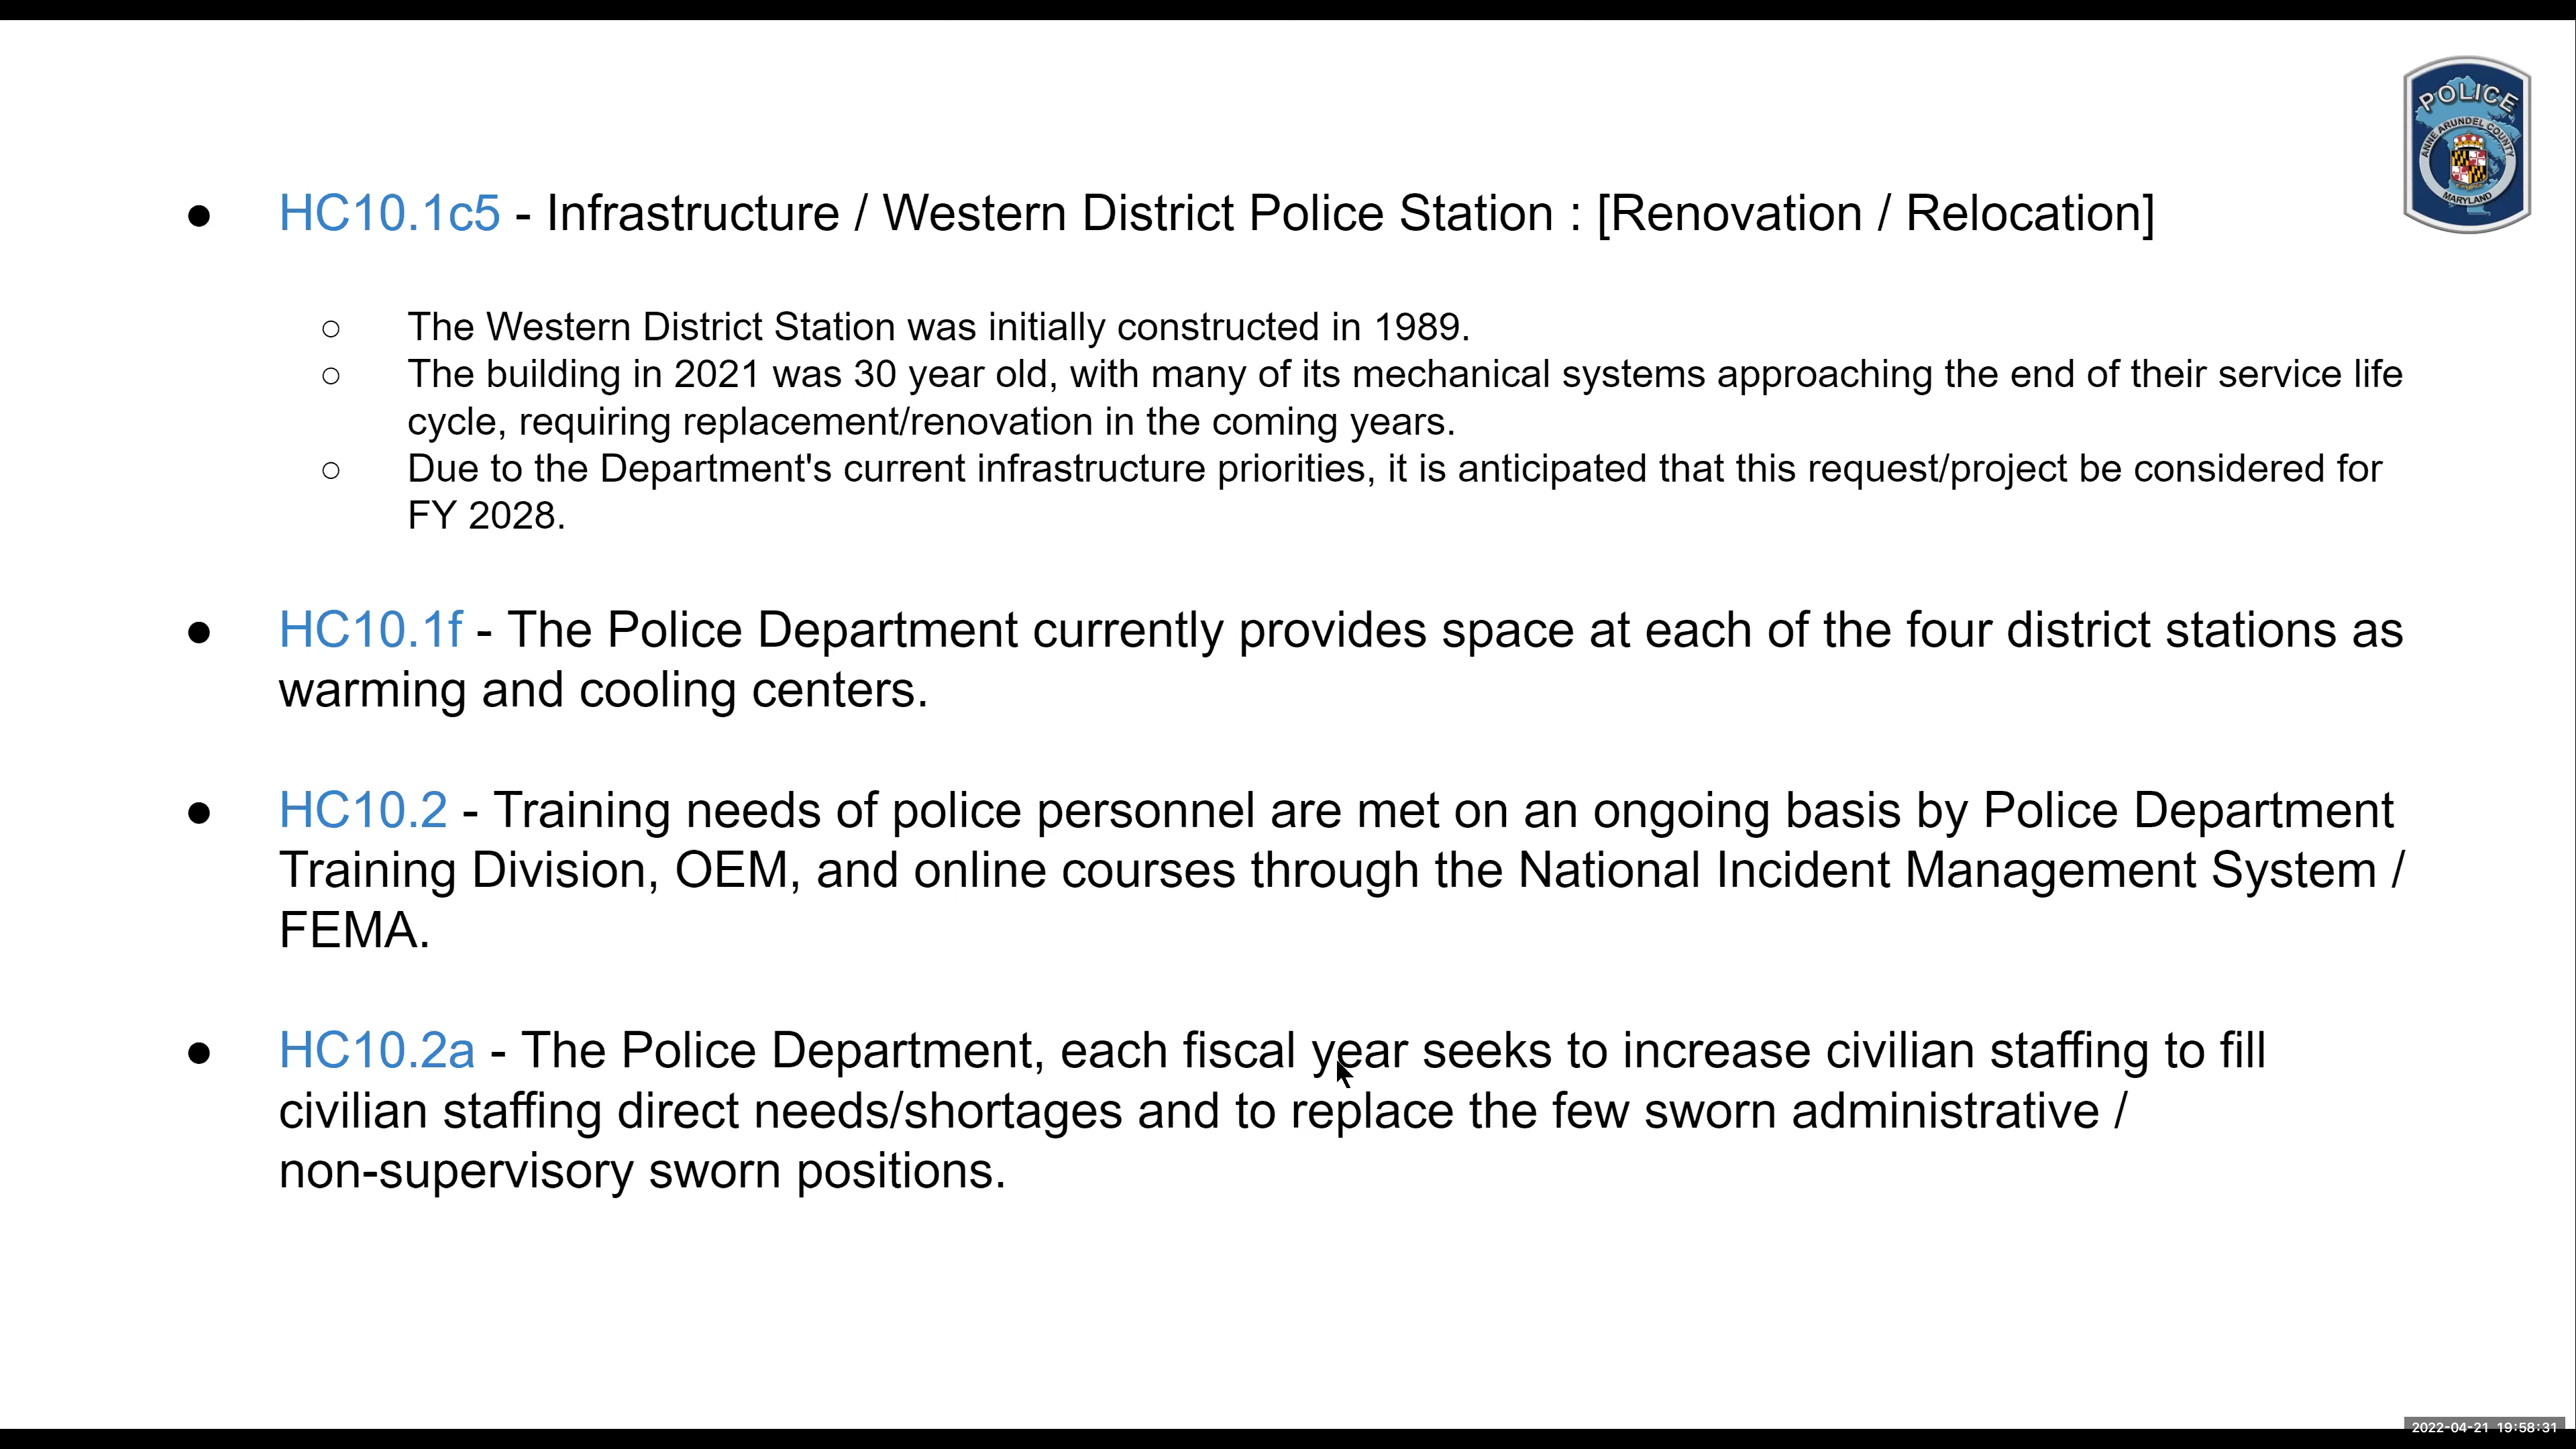 POLICE
ANNE ARUNDEL COUNTY
MARYLAND
● HC10.1c5 - Infrastructure / Western District Police Station : [Renovation / Relocation]
○ The Western District Station was initially constructed in 1989.
○ The building in 2021 was 30 year old, with many of its mechanical systems approaching the end of their service life
cycle, requiring replacement/renovation in the coming years.
○ Due to the Department's current infrastructure priorities, it is anticipated that this request/project be considered for
FY 2028.
● HC10.1f - The Police Department currently provides space at each of the four district stations as
warming and cooling centers.
● HC10.2 - Training needs of police personnel are met on an ongoing basis by Police Department
Training Division, OEM, and online courses through the National Incident Management System /
FEMA.
● HC10.2a - The Police Department, each fiscal year seeks to increase civilian staffing to fill
civilian staffing direct needs/shortages and to replace the few sworn administrative /
non-supervisory sworn positions.
2022-04-21 19:58:31